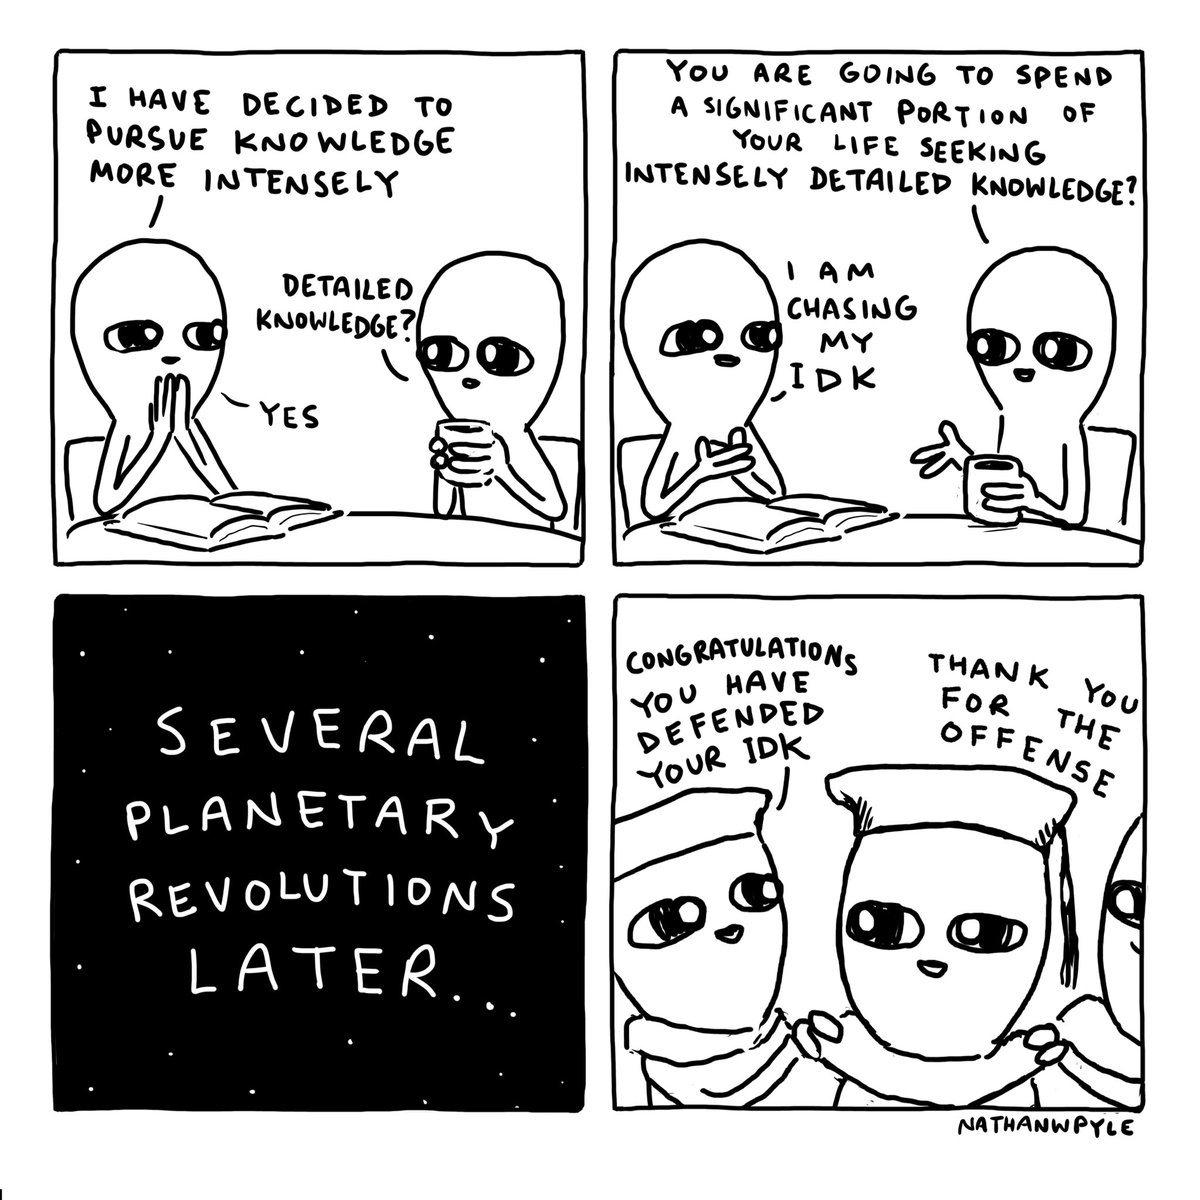 I HAVE DECIDED TO
PURSUE KNOWLEDGE
MORE INTENSELY
DETAILED
KNOWLEDGE?
YES
YOU ARE GOING TO SPEND
A SIGNIFICANT PORTION OF
YOUR LIFE SEEKING
INTENSELY DETAILED KNOWLEDGE?
I AM
CHASING
MY
IDK
SEVERAL
PLANETARY
REVOLUTIONS
LATER...
CONGRATULATIONS
YOU HAVE
DEFENDED
YOUR IDK
THANK YOU
FOR THE
OFFENSE
NATHANWPYLE